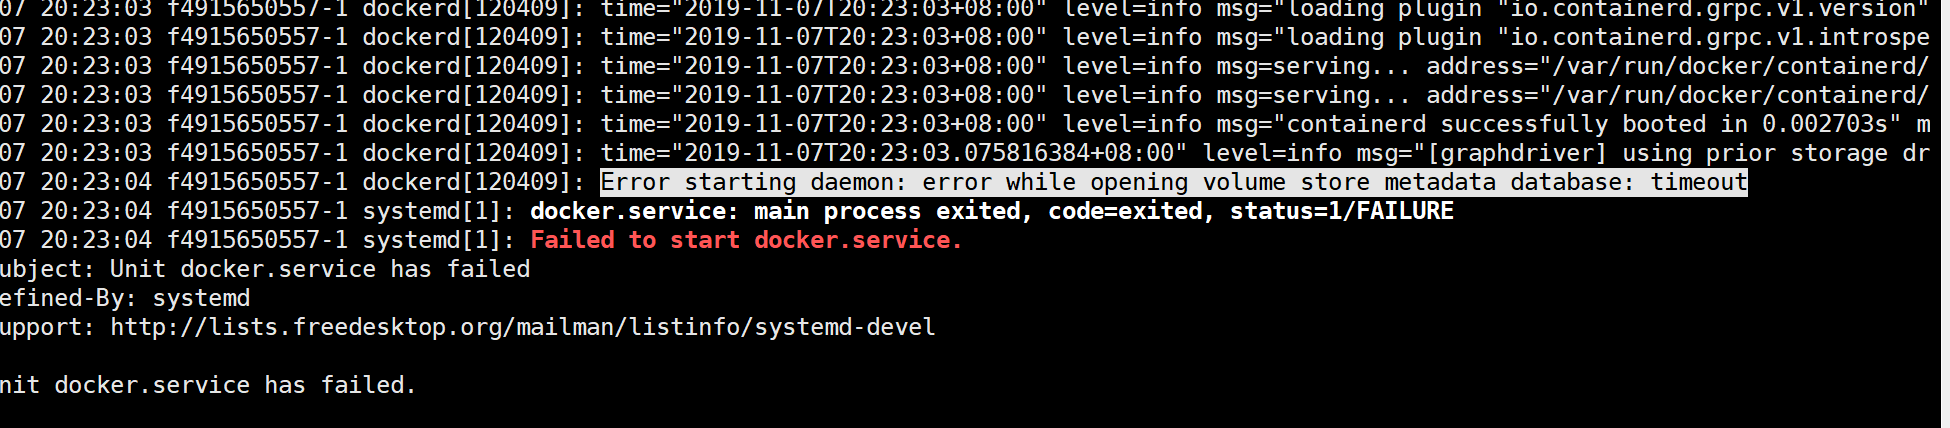 07 20:23:03 f4915650557-1 dockerd[120409]: time="2019-11-07T20:23:03+08:00" level=info msg="loading plugin "io.containerd.grpc.v1.version"
07 20:23:03 f4915650557-1 dockerd[120409]: time="2019-11-07T20:23:03+08:00" level=info msg="loading plugin "io.containerd.grpc.v1.introspe
07 20:23:03 f4915650557-1 dockerd[120409]: time="2019-11-07T20:23:03+08:00" level=info msg=serving... address="/var/run/docker/containerd/
07 20:23:03 f4915650557-1 dockerd[120409]: time="2019-11-07T20:23:03+08:00" level=info msg=serving... address="/var/run/docker/containerd/
07 20:23:03 f4915650557-1 dockerd[120409]: time="2019-11-07T20:23:03+08:00" level=info msg="containerd successfully booted in 0.002703s" m
07 20:23:03 f4915650557-1 dockerd[120409]: time="2019-11-07T20:23:03.075816384+08:00" level=info msg="[graphdriver] using prior storage dr
07 20:23:04 f4915650557-1 dockerd[120409]: Error starting daemon: error while opening volume store metadata database: timeout
07 20:23:04 f4915650557-1 systemd[1]: docker.service: main process exited, code=exited, status=1/FAILURE
07 20:23:04 f4915650557-1 systemd[1]: Failed to start docker.service.
ubject: Unit docker.service has failed
efined-By: systemd
upport: http://lists.freedesktop.org/mailman/listinfo/systemd-devel
nit docker.service has failed.